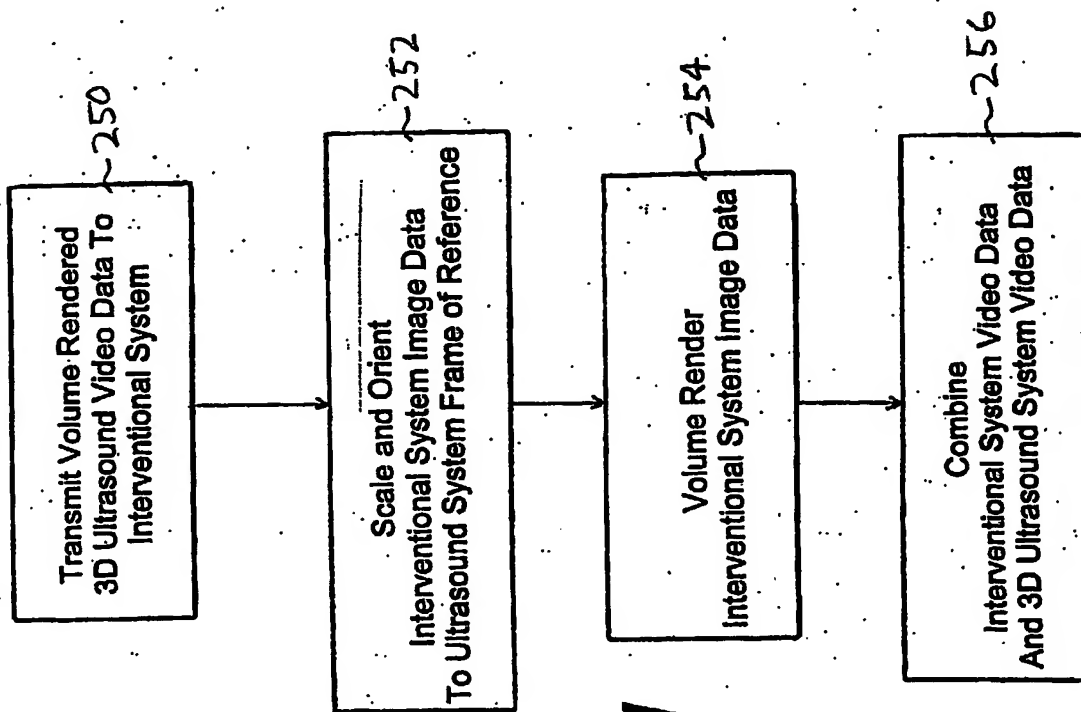 Transmit Volume Rendered
3D Ultrasound Video Data To
Interventional System
250
Scale and Orient
Interventional System Image Data
To Ultrasound System Frame of Reference
252
Volume Render
Interventional System Image Data
254
Combine
Interventional System Video Data
And 3D Ultrasound System Video Data
256